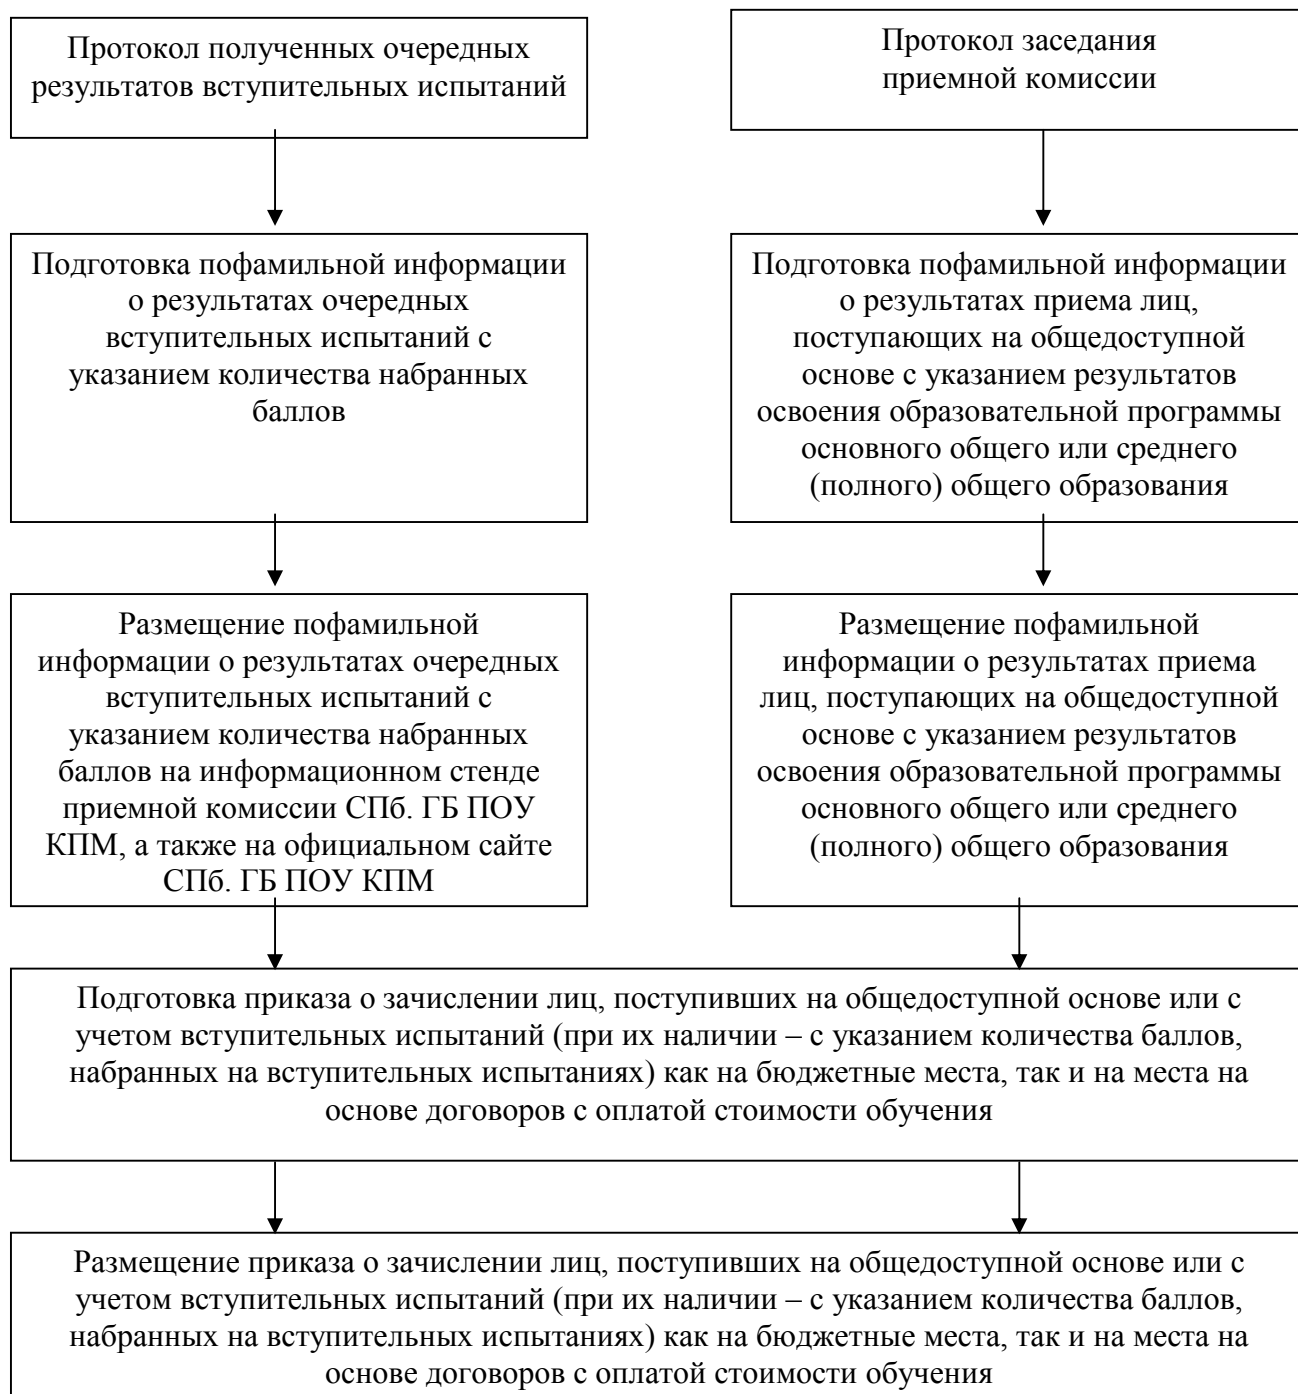 Протокол полученных очередных
результатов вступительных испытаний
Протокол заседания
приемной комиссии
Подготовка пофамильной информации
о результатах очередных
вступительных испытаний с
указанием количества набранных
баллов
Подготовка пофамильной информации
о результатах приема лиц,
поступающих на общедоступной
основе с указанием результатов
освоения образовательной программы
основного общего или среднего
(полного) общего образования
Размещение пофамильной
информации о результатах очередных
вступительных испытаний с
указанием количества набранных
баллов на информационном стенде
приемной комиссии СПб. ГБ ПОУ
КПМ, а также на официальном сайте
СПб. ГБ ПОУ КПМ
Размещение пофамильной
информации о результатах приема
лиц, поступающих на общедоступной
основе с указанием результатов
освоения образовательной программы
основного общего или среднего
(полного) общего образования
Подготовка приказа о зачислении лиц, поступивших на общедоступной основе или с
учетом вступительных испытаний (при их наличии – с указанием количества баллов,
набранных на вступительных испытаниях) как на бюджетные места, так и на места на
основе договоров с оплатой стоимости обучения
Размещение приказа о зачислении лиц, поступивших на общедоступной основе или с
учетом вступительных испытаний (при их наличии – с указанием количества баллов,
набранных на вступительных испытаниях) как на бюджетные места, так и на места на
основе договоров с оплатой стоимости обучения